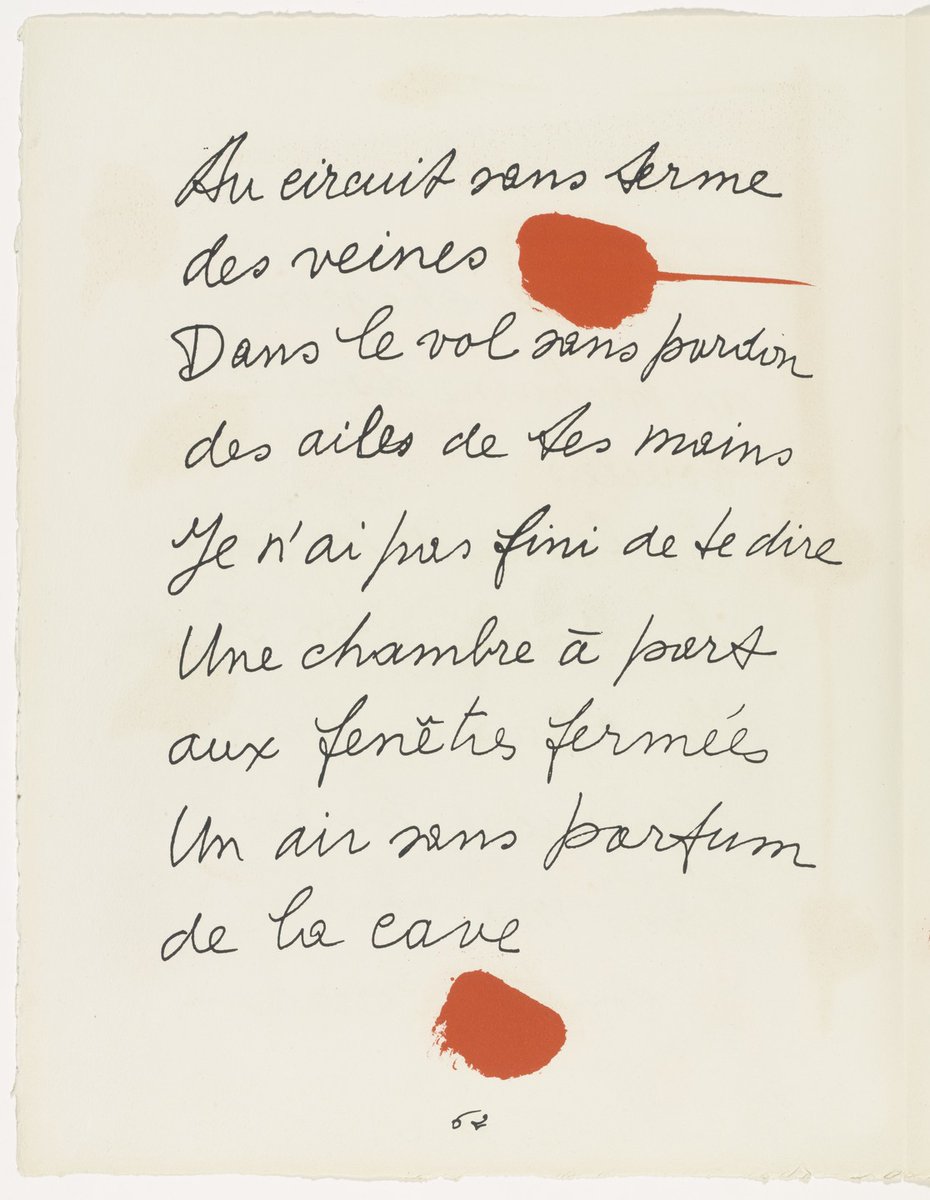 Au circuit sans terme
des veines
Dans le vol sans pardon
des ailes de tes mains
Je n'ai pas fini de te dire
Une chambre à part
aux fenêtres fermées
Un air sans parfum
de la cave
62